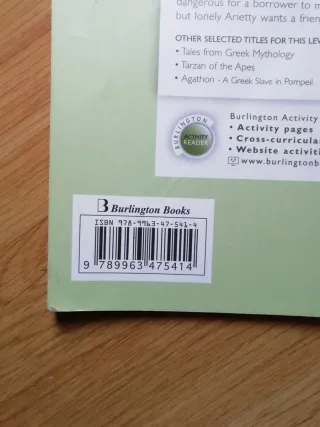 dangerous for a borrower to m
but lonely Arietty wants a frien
OTHER SELECTED TITLES FOR THIS LEV
• Tales from Greek Mythology
• Tarzan of the Apes
• Agathon - A Greek Slave in Pompeii
BURLINGTON
ACTIVITY
READER
Burlington Activity
• Activity pages
• Cross-curricula
• Website activiti
www.burlingtonb
B Burlington Books
ISBN 978-9963-47-541-4
9 789963 475414